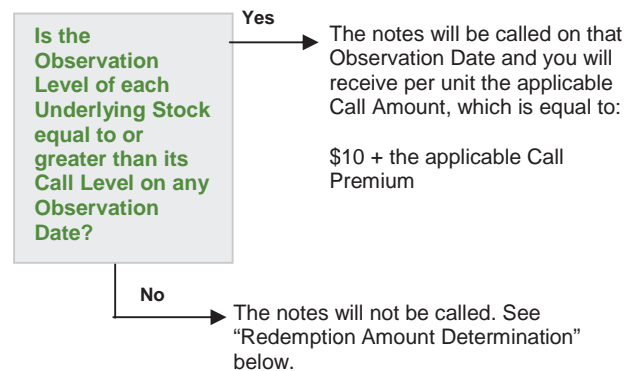 Is the
Observation
Level of each
Underlying Stock
equal to or
greater than its
Call Level on any
Observation
Date?
Yes
The notes will be called on that
Observation Date and you will
receive per unit the applicable
Call Amount, which is equal to:
$10 + the applicable Call
Premium
No
The notes will not be called. See
“Redemption Amount Determination”
below.